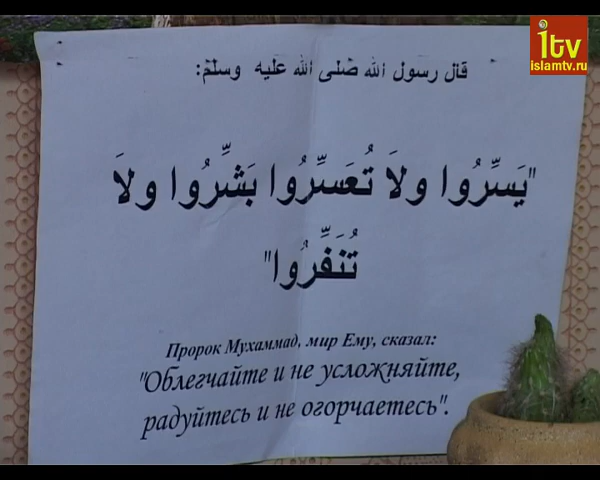 iтv
islamtv.ru
قال رسول الله صلى الله عليه وسلم:
"يَسِّرُوا ولاَ تُعَسِّرُوا بَشِّرُوا ولاَ
تُنَفِّرُوا"
Пророк Мухаммад, мир Ему, сказал:
"Облегчайте и не усложняйте,
радуйтесь и не огорчаетесь".